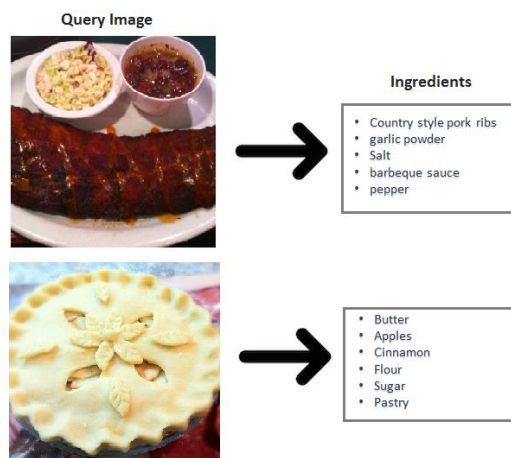 Query Image
Ingredients
• Country style pork ribs
• garlic powder
• Salt
• barbeque sauce
• pepper
• Butter
• Apples
• Cinnamon
• Flour
• Sugar
• Pastry